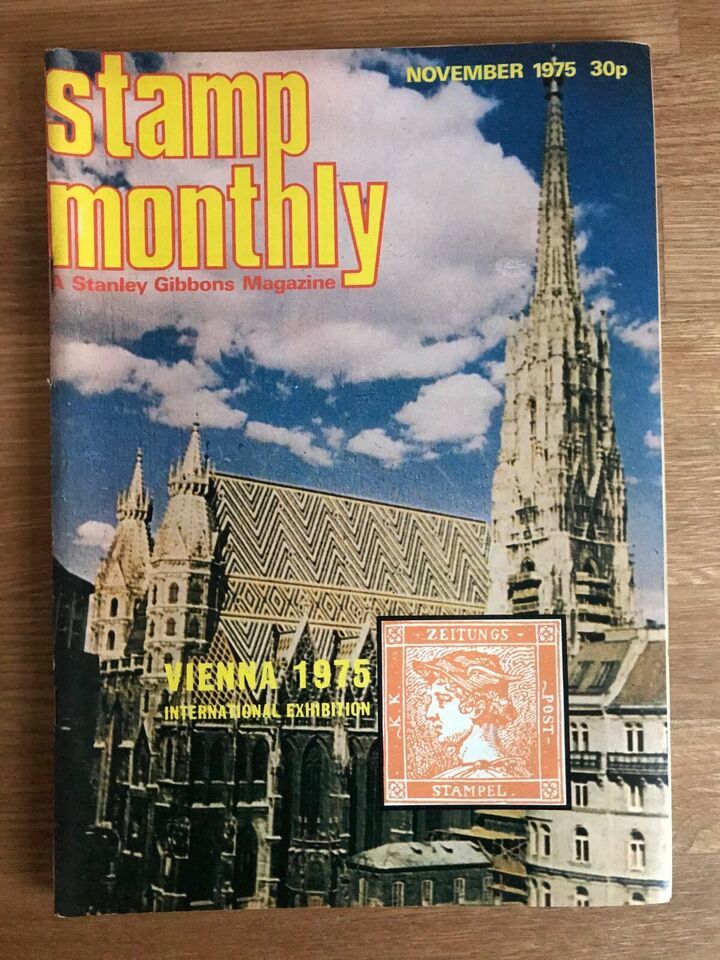 stamp
monthly
A Stanley Gibbons Magazine
NOVEMBER 1975 30p
VIENNA 1975
INTERNATIONAL EXHIBITION
ZEITUNGS
K K
POST
STAMPEL.